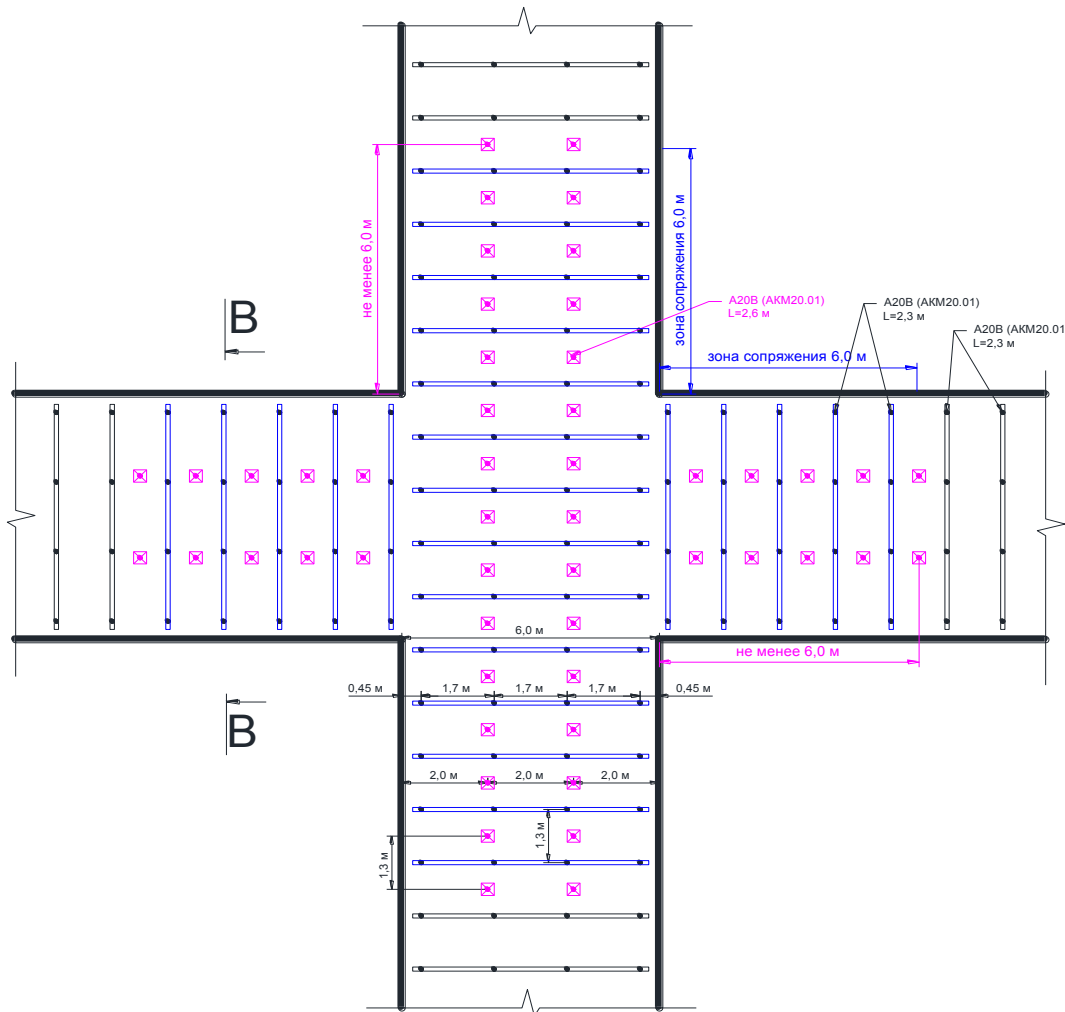 не менее 6,0 м
зона сопряжения 6,0 м
В
А20В (АКМ20.01)
L=2,6 м
А20В (АКМ20.01)
L=2,3 м
А20В (АКМ20.01
L=2,3 м
зона сопряжения 6,0 м
6,0 м
не менее 6,0 м
0,45 м
1,7 м
1,7 м
1,7 м
0,45 м
В
2,0 м
2,0 м
2,0 м
1,3 м
1,3 м